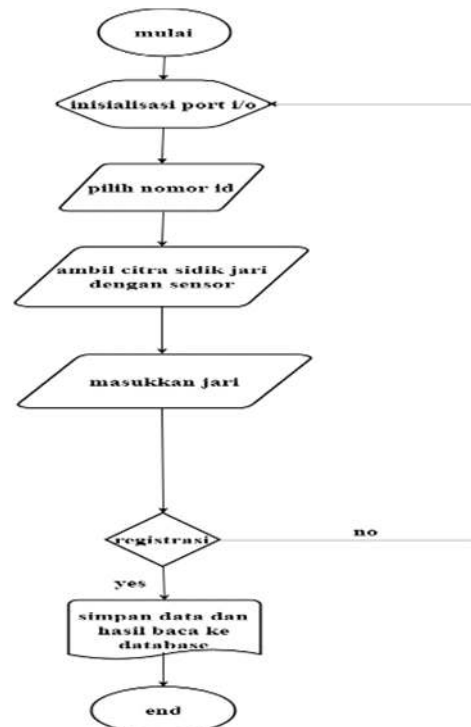 mulai
inisialisasi port i/o
pilih nomor id
ambil citra sidik jari
dengan sensor
masukkan jari
registrasi
no
yes
simpan data dan
hasil baca ke
database
end